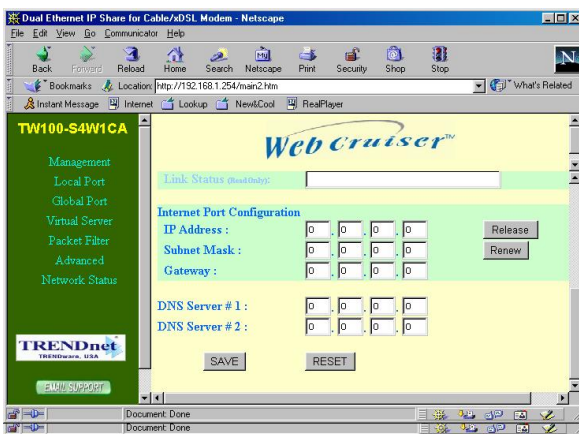 Dual Ethernet IP Share for Cable/xDSL Modem - Netscape
File Edit View Go Communicator Help
Back Forward Reload Home Search Netscape Print Security Shop Stop
N
Bookmarks Location: http://192.168.1.254/main2.htm What's Related
Instant Message Internet Lookup New&Cool RealPlayer
TW100-S4W1CA
Management
Local Port
Global Port
Virtual Server
Packet Filter
Advanced
Network Status
TRENDnet
TRENDware, USA
EMAIL SUPPORT
Web Cruiser™
Link Status (Read Only):
Internet Port Configuration
IP Address : 0 . 0 . 0 . 0 Release
Subnet Mask : 0 . 0 . 0 . 0 Renew
Gateway : 0 . 0 . 0 . 0
DNS Server # 1 : 0 . 0 . 0 . 0
DNS Server # 2 : 0 . 0 . 0 . 0
SAVE RESET
Document: Done
Document: Done